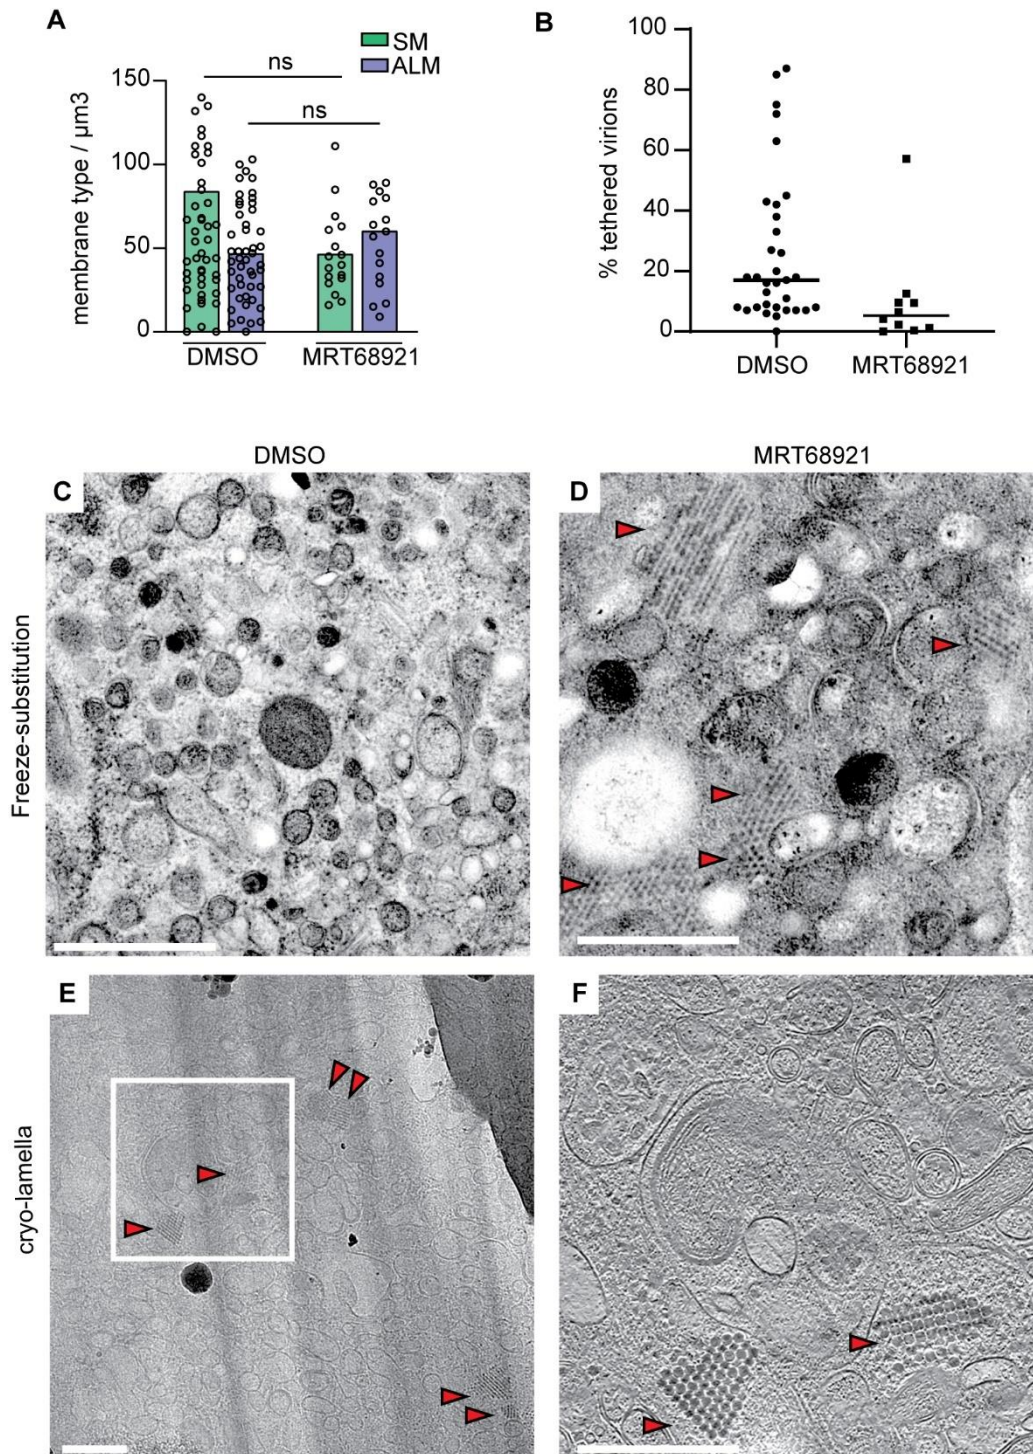 A
SM
ALM
ns
ns
membrane type / µm3
150
100
50
0
DMSO
MRT68921
B
% tethered virions
100
80
60
40
20
0
DMSO
MRT68921
DMSO
MRT68921
Freeze-substitution
C
D
cryo-lamella
E
F